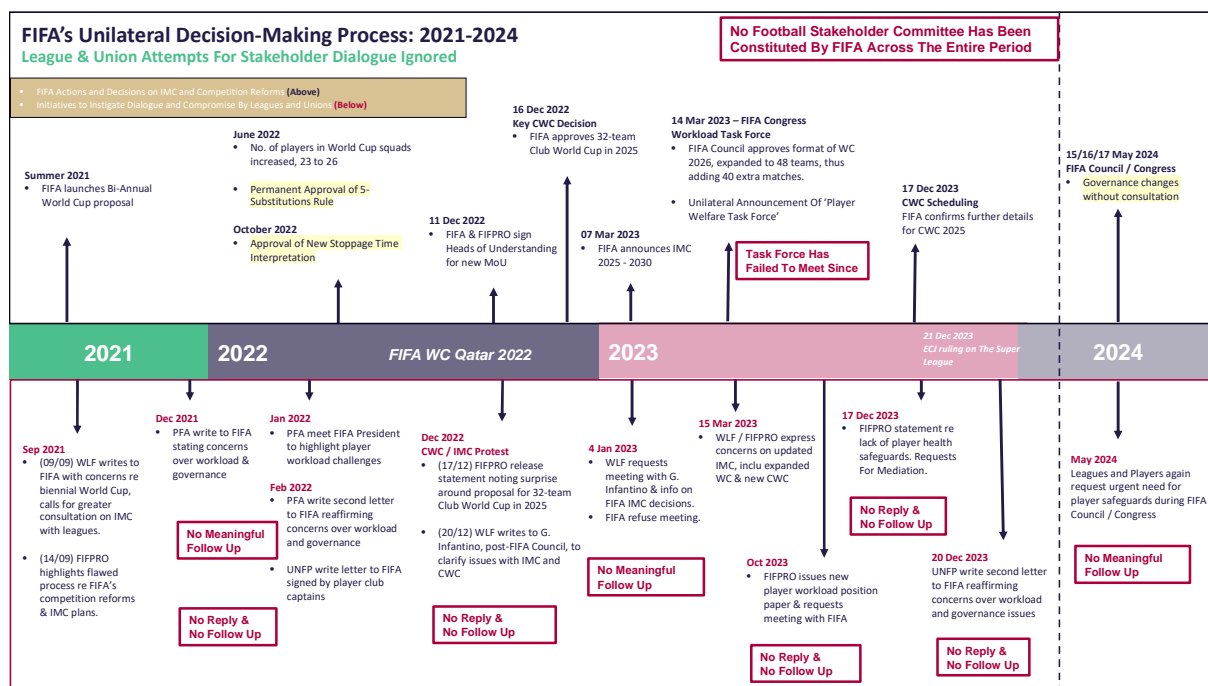 FIFA's Unilateral Decision-Making Process: 2021-2024
League & Union Attempts For Stakeholder Dialogue Ignored
No Football Stakeholder Committee Has Been
Constituted By FIFA Across The Entire Period
• FIFA Actions and Decisions on IMC and Competition Reforms (Above)
• Initiatives to Instigate Dialogue and Compromise By Leagues and Unions (Below)
Summer 2021
• FIFA launches Bi-Annual
World Cup proposal
June 2022
• No. of players in World Cup squads
increased, 23 to 26
• Permanent Approval of 5-
Substitutions Rule
October 2022
• Approval of New Stoppage Time
Interpretation
11 Dec 2022
• FIFA & FIFPRO sign
Heads of Understanding
for new MoU
16 Dec 2022
Key CWC Decision
• FIFA approves 32-team
Club World Cup in 2025
07 Mar 2023
• FIFA announces IMC
2025 - 2030
14 Mar 2023 – FIFA Congress
Workload Task Force
• FIFA Council approves format of WC
2026, expanded to 48 teams, thus
adding 40 extra matches.
• Unilateral Announcement Of 'Player
Welfare Task Force'
Task Force Has
Failed To Meet Since
17 Dec 2023
CWC Scheduling
FIFA confirms further details
for CWC 2025
15/16/17 May 2024
FIFA Council / Congress
• Governance changes
without consultation
2021
2022
FIFA WC Qatar 2022
2023
21 Dec 2023
ECJ ruling on The Super
League
2024
Sep 2021
• (09/09) WLF writes to
FIFA with concerns re
biennial World Cup,
calls for greater
consultation on IMC
with leagues.
• (14/09) FIFPRO
highlights flawed
process re FIFA's
competition reforms
& IMC plans.
Dec 2021
• PFA write to FIFA
stating concerns
over workload &
governance
No Meaningful
Follow Up
Jan 2022
• PFA meet FIFA President
to highlight player
workload challenges
Feb 2022
• PFA write second letter
to FIFA reaffirming
concerns over workload
and governance
• UNFP write letter to FIFA
signed by player club
captains
No Reply &
No Follow Up
Dec 2022
CWC / IMC Protest
• (17/12) FIFPRO release
statement noting surprise
around proposal for 32-team
Club World Cup in 2025
• (20/12) WLF writes to G.
Infantino, post-FIFA Council, to
clarify issues with IMC and
CWC
No Reply &
No Follow Up
4 Jan 2023
• WLF requests
meeting with G.
Infantino & info on
FIFA IMC decisions.
• FIFA refuse meeting.
No Meaningful
Follow Up
15 Mar 2023
• WLF / FIFPRO express
concerns on updated
IMC, inclu expanded
WC & new CWC
Oct 2023
• FIFPRO issues new
player workload position
paper & requests
meeting with FIFA
No Reply &
No Follow Up
17 Dec 2023
• FIFPRO statement re
lack of player health
safeguards. Requests
For Mediation.
No Reply &
No Follow Up
20 Dec 2023
UNFP write second letter
to FIFA reaffirming
concerns over workload
and governance issues
No Reply &
No Follow Up
May 2024
Leagues and Players again
request urgent need for
player safeguards during FIFA
Council / Congress
No Meaningful
Follow Up